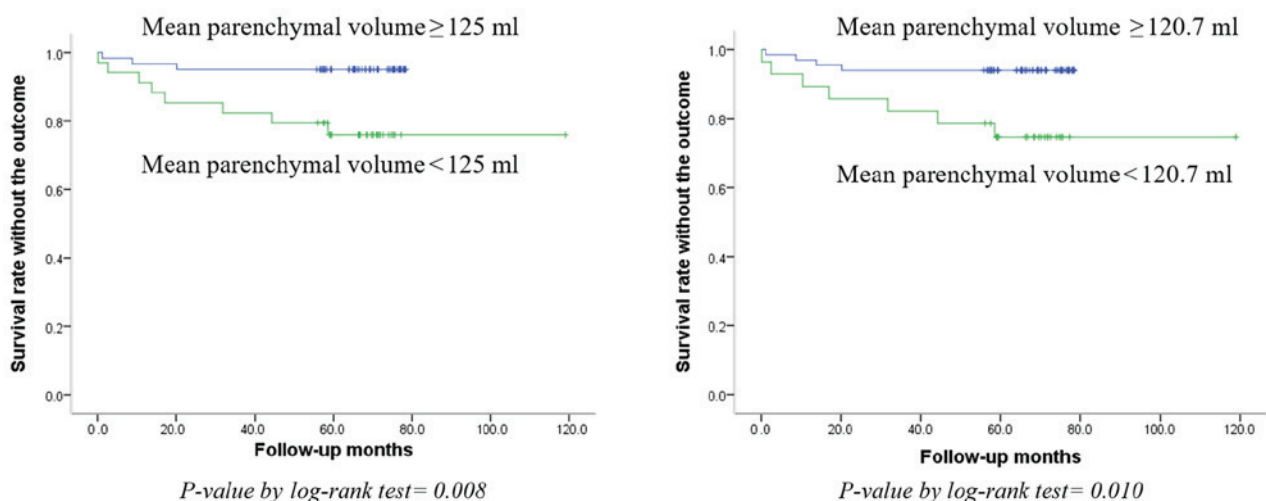 Mean parenchymal volume ≥125 ml
Survival rate without the outcome
1.0
0.8
Mean parenchymal volume <125 ml
0.6
0.4
0.2
0.0
0.0 20.0 40.0 60.0 80.0 100.0 120.0
Follow-up months
P-value by log-rank test= 0.008
Mean parenchymal volume ≥120.7 ml
Survival rate without the outcome
1.0
0.8
Mean parenchymal volume <120.7 ml
0.6
0.4
0.2
0.0
0.0 20.0 40.0 60.0 80.0 100.0 120.0
Follow-up months
P-value by log-rank test= 0.010